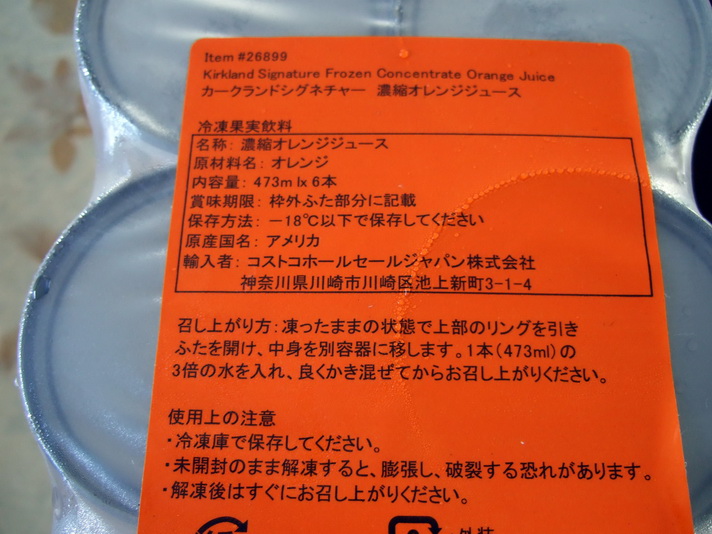 Item #26899
Kirkland Signature Frozen Concentrate Orange Juice
カークランドシグネチャー 濃縮オレンジジュース
冷凍果実飲料
名称: 濃縮オレンジジュース
原材料名: オレンジ
内容量: 473mlx6本
賞味期限: 枠外ふた部分に記載
保存方法: －18℃以下で保存してください
原産国名: アメリカ
輸入者: コストコホールセールジャパン株式会社
神奈川県川崎市川崎区池上新町3-1-4
召し上がり方: 凍ったままの状態で上部のリングを引き
ふたを開け、中身を別容器に移します。1本(473ml)の
3倍の水を入れ、良くかき混ぜてからお召し上がりください。
使用上の注意
・冷凍庫で保存してください。
・未開封のまま解凍すると、膨張し、破裂する恐れがあります。
・解凍後はすぐにお召し上がりください。
外装